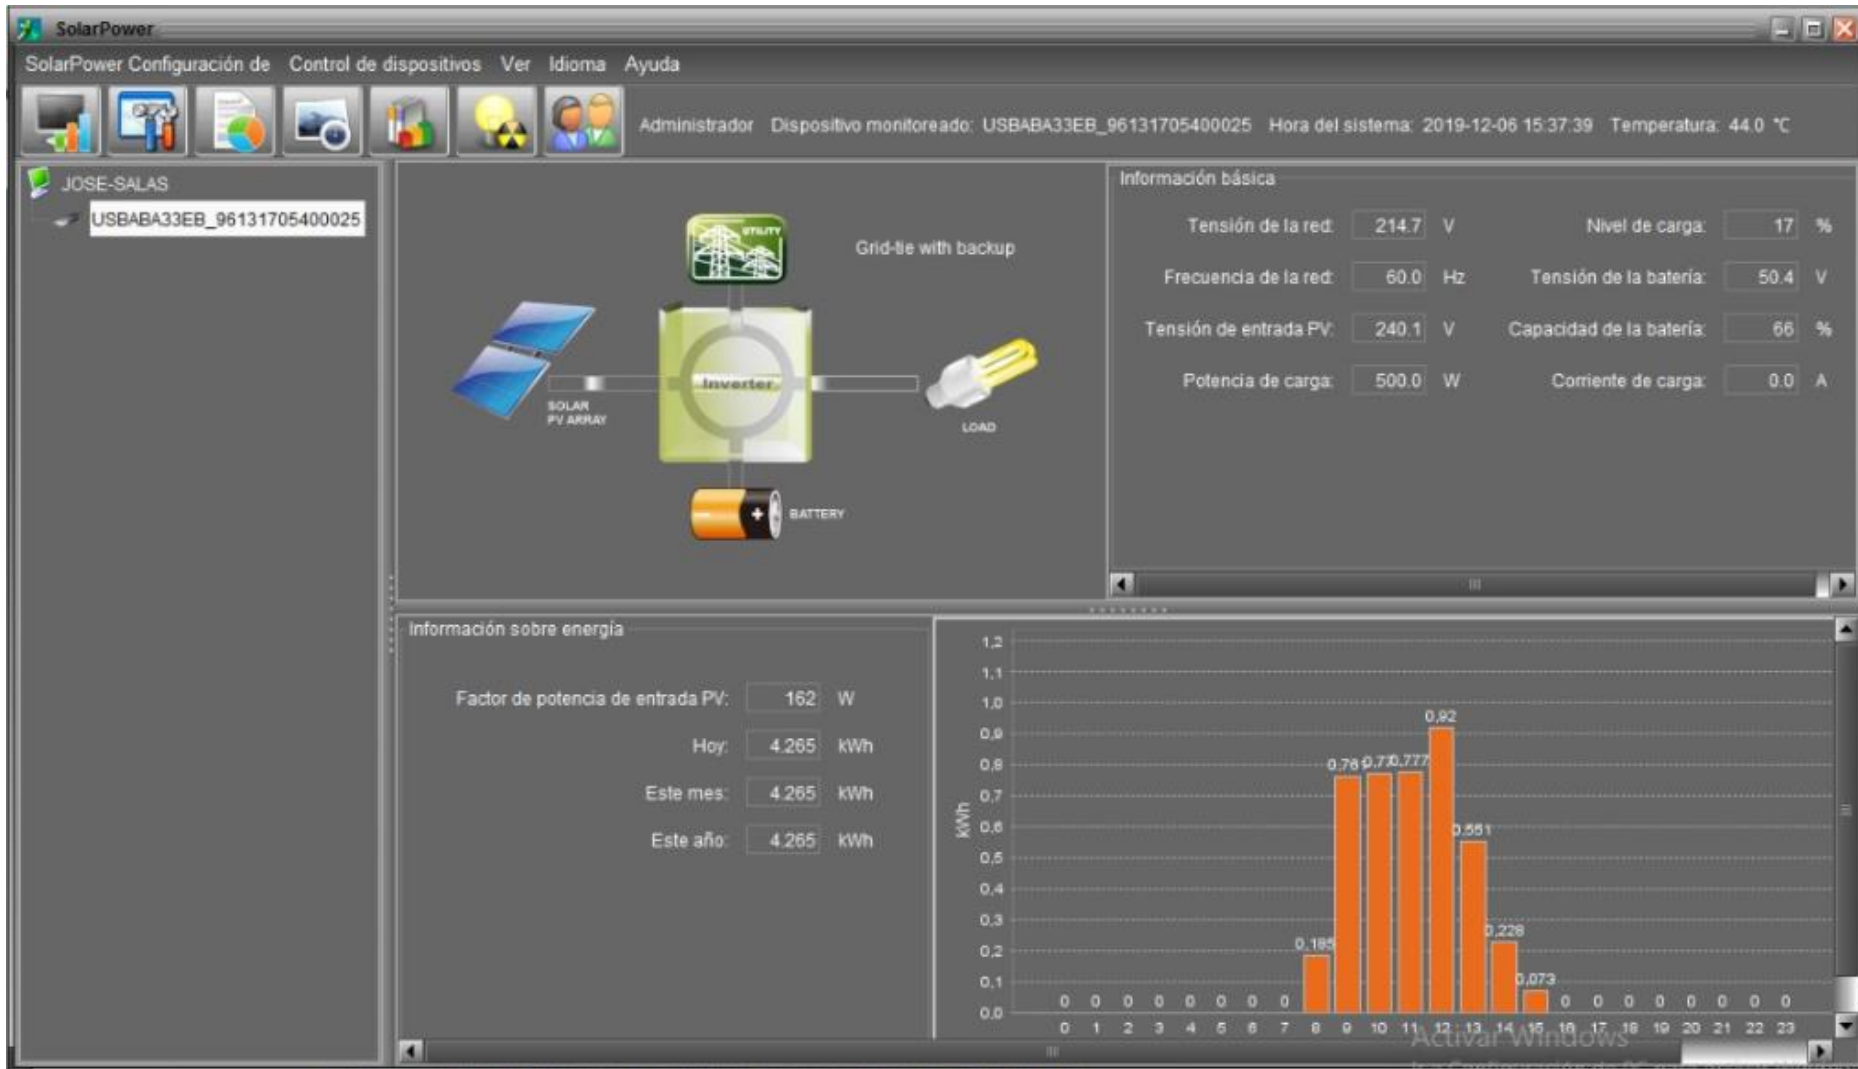 SolarPower
SolarPower Configuración de Control de dispositivos Ver Idioma Ayuda
Administrador Dispositivo monitoreado: USBABA33EB_96131705400025 Hora del sistema: 2019-12-06 15:37:39 Temperatura: 44.0 °C
JOSE-SALAS
USBABA33EB_96131705400025
UTILITY
Grid-tie with backup
Inverter
SOLAR
PV ARRAY
LOAD
BATTERY
Información básica
Tensión de la red: 214.7 V Nivel de carga: 17 %
Frecuencia de la red: 60.0 Hz Tensión de la batería: 50.4 V
Tensión de entrada PV: 240.1 V Capacidad de la batería: 66 %
Potencia de carga: 500.0 W Corriente de carga: 0.0 A
Información sobre energía
Factor de potencia de entrada PV: 162 W
Hoy: 4.265 kWh
Este mes: 4.265 kWh
Este año: 4.265 kWh
kWh
1,2
1,1
1,0
0,9
0,8
0,7
0,6
0,5
0,4
0,3
0,2
0,1
0,0
0 0 0 0 0 0 0 0 0,185 0,77 0,777 0,92 0,551 0,228 0,073 0 0 0 0 0 0 0 0
0 1 2 3 4 5 6 7 8 9 10 11 12 13 14 15 16 17 18 19 20 21 22 23
Activar Windows